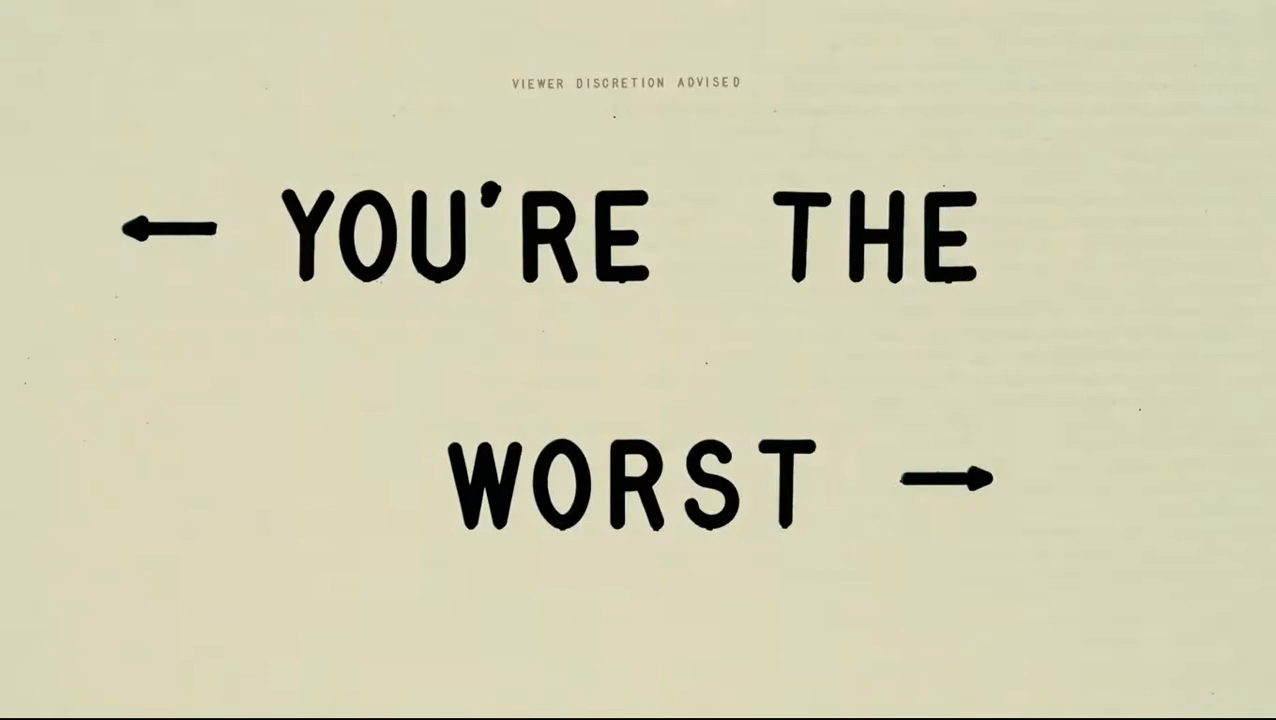 VIEWER DISCRETION ADVISED
← YOU'RE THE
WORST →